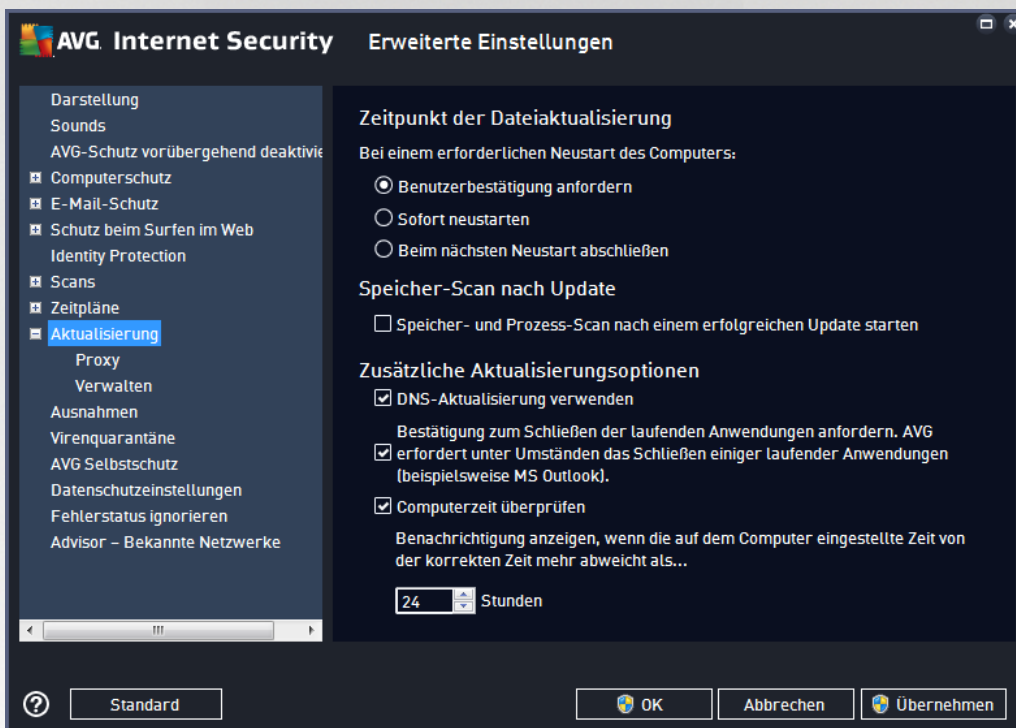 AVG. Internet Security
Erweiterte Einstellungen
Darstellung
Sounds
AVG-Schutz vorübergehend deaktivie
Computerschutz
E-Mail-Schutz
Schutz beim Surfen im Web
Identity Protection
Scans
Zeitpläne
Aktualisierung
Proxy
Verwalten
Ausnahmen
Virenquarantäne
AVG Selbstschutz
Datenschutzeinstellungen
Fehlerstatus ignorieren
Advisor – Bekannte Netzwerke
Zeitpunkt der Dateiaktualisierung
Bei einem erforderlichen Neustart des Computers:
Benutzerbestätigung anfordern
Sofort neustarten
Beim nächsten Neustart abschließen
Speicher-Scan nach Update
Speicher- und Prozess-Scan nach einem erfolgreichen Update starten
Zusätzliche Aktualisierungsoptionen
DNS-Aktualisierung verwenden
Bestätigung zum Schließen der laufenden Anwendungen anfordern. AVG
erfordert unter Umständen das Schließen einiger laufender Anwendungen
(beispielsweise MS Outlook).
Computerzeit überprüfen
Benachrichtigung anzeigen, wenn die auf dem Computer eingestellte Zeit von
der korrekten Zeit mehr abweicht als...
24 Stunden
? Standard
OK
Abbrechen
Übernehmen